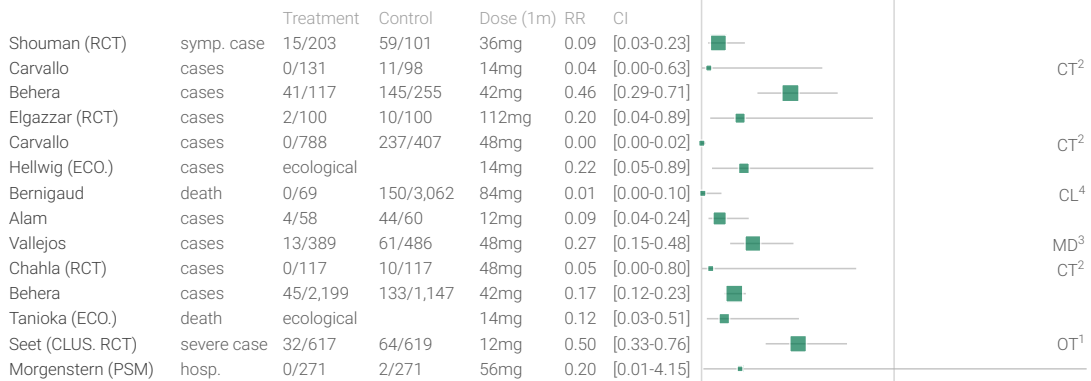 Treatment Control Dose (1m) RR CI
Shouman (RCT) symp. case 15/203 59/101 36mg 0.09 [0.03-0.23]
Carvallo cases 0/131 11/98 14mg 0.04 [0.00-0.63] CT²
Behera cases 41/117 145/255 42mg 0.46 [0.29-0.71]
Elgazzar (RCT) cases 2/100 10/100 112mg 0.20 [0.04-0.89]
Carvallo cases 0/788 237/407 48mg 0.00 [0.00-0.02] CT²
Hellwig (ECO.) cases ecological 14mg 0.22 [0.05-0.89]
Bernigaud death 0/69 150/3,062 84mg 0.01 [0.00-0.10] CL⁴
Alam cases 4/58 44/60 12mg 0.09 [0.04-0.24]
Vallejos cases 13/389 61/486 48mg 0.27 [0.15-0.48] MD³
Chahla (RCT) cases 0/117 10/117 48mg 0.05 [0.00-0.80] CT²
Behera cases 45/2,199 133/1,147 42mg 0.17 [0.12-0.23]
Tanioka (ECO.) death ecological 14mg 0.12 [0.03-0.51]
Seet (CLUS. RCT) severe case 32/617 64/619 12mg 0.50 [0.33-0.76] OT¹
Morgenstern (PSM) hosp. 0/271 2/271 56mg 0.20 [0.01-4.15]